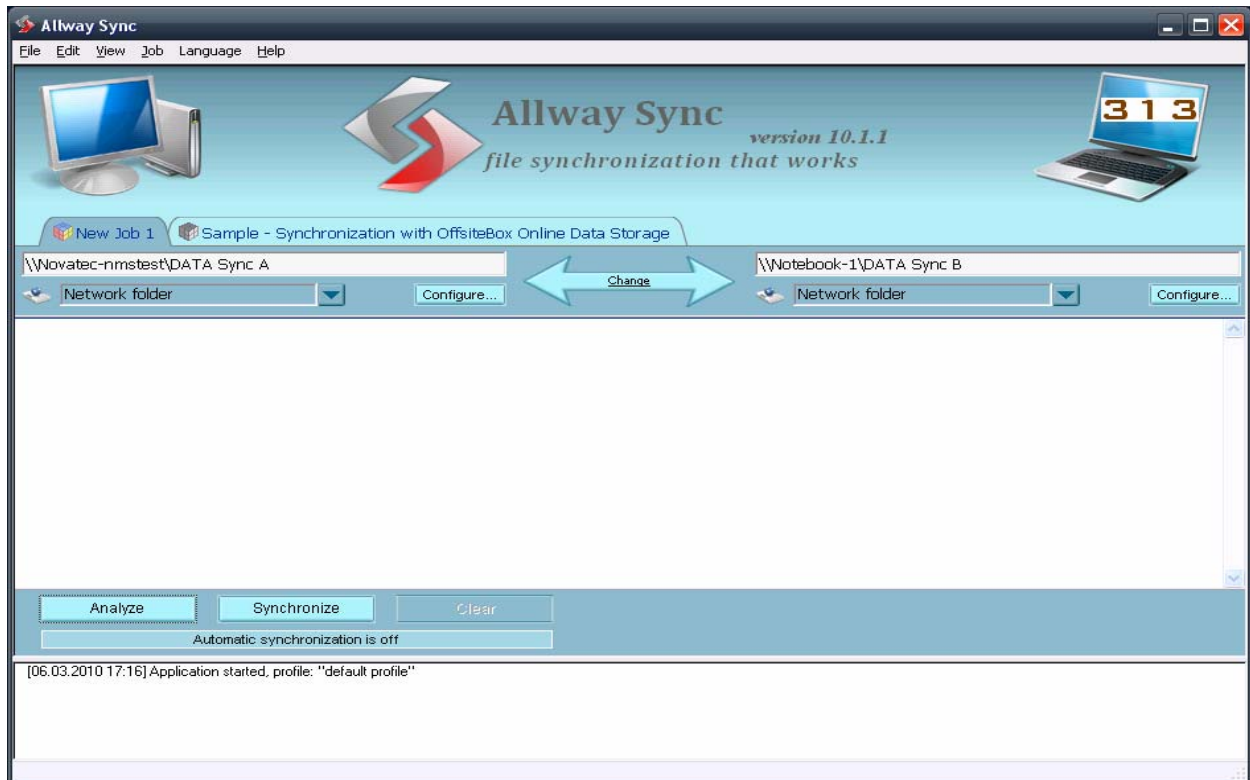 Allway Sync
File Edit View Job Language Help
Allway Sync
version 10.1.1
file synchronization that works
3 1 3
New Job 1 Sample - Synchronization with OffsiteBox Online Data Storage
\\Novatec-nmstest\DATA Sync A Change \\Notebook-1\DATA Sync B
Network folder Configure... Network folder Configure...
Analyze Synchronize Clear
Automatic synchronization is off
[06.03.2010 17:16] Application started, profile: "default profile"